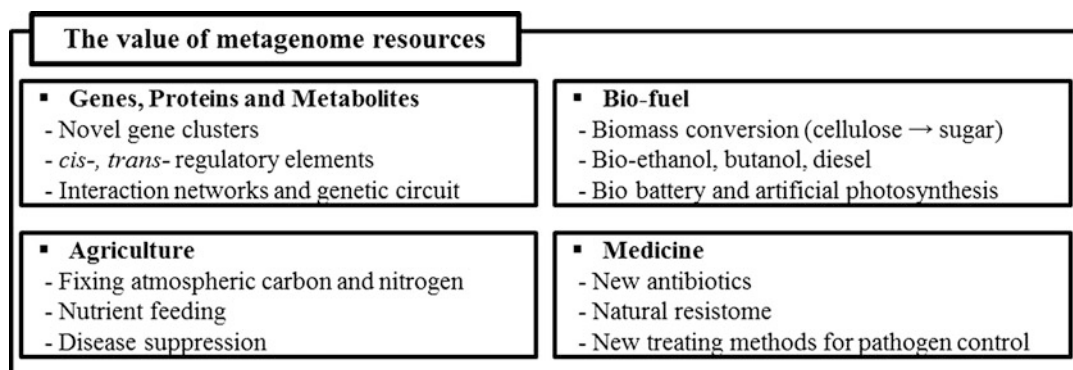 The value of metagenome resources
▪ Genes, Proteins and Metabolites
- Novel gene clusters
- cis-, trans- regulatory elements
- Interaction networks and genetic circuit
▪ Bio-fuel
- Biomass conversion (cellulose → sugar)
- Bio-ethanol, butanol, diesel
- Bio battery and artificial photosynthesis
▪ Agriculture
- Fixing atmospheric carbon and nitrogen
- Nutrient feeding
- Disease suppression
▪ Medicine
- New antibiotics
- Natural resistome
- New treating methods for pathogen control